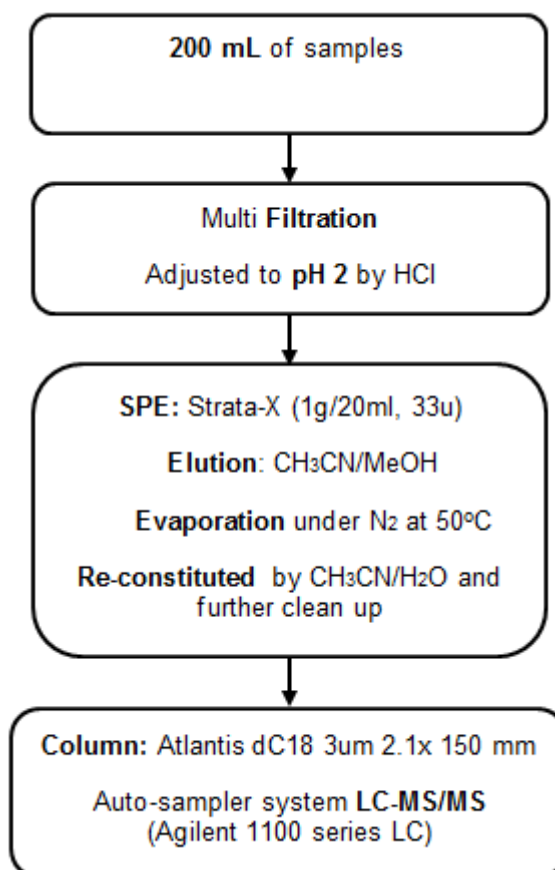 200 mL of samples
Multi Filtration
Adjusted to pH 2 by HCl
SPE: Strata-X (1g/20ml, 33u)
Elution: CH3CN/MeOH
Evaporation under N2 at 50oC
Re-constituted by CH3CN/H2O and
further clean up
Column: Atlantis dC18 3um 2.1x 150 mm
Auto-sampler system LC-MS/MS
(Agilent 1100 series LC)